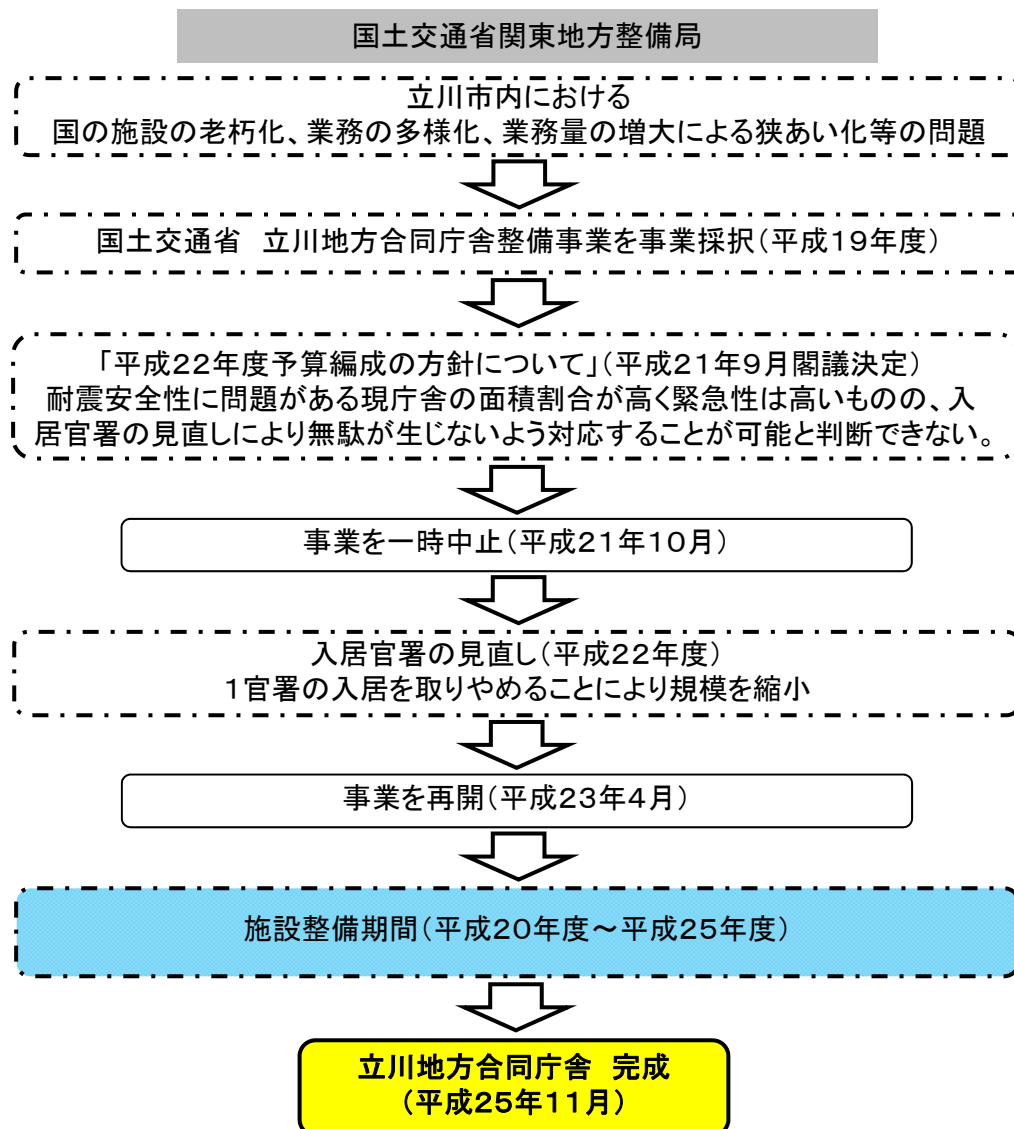 国土交通省関東地方整備局
立川市内における
国の施設の老朽化、業務の多様化、業務量の増大による狭あい化等の問題
国土交通省　立川地方合同庁舎整備事業を事業採択（平成１９年度）
「平成２２年度予算編成の方針について」（平成２１年９月閣議決定）
耐震安全性に問題がある現庁舎の面積割合が高く緊急性は高いものの、入
居官署の見直しにより無駄が生じないよう対応することが可能と判断できない。
事業を一時中止（平成２１年１０月）
入居官署の見直し（平成２２年度）
１官署の入居を取りやめることにより規模を縮小
事業を再開（平成２３年４月）
施設整備期間（平成２０年度～平成２５年度）
立川地方合同庁舎　完成
（平成２５年１１月）